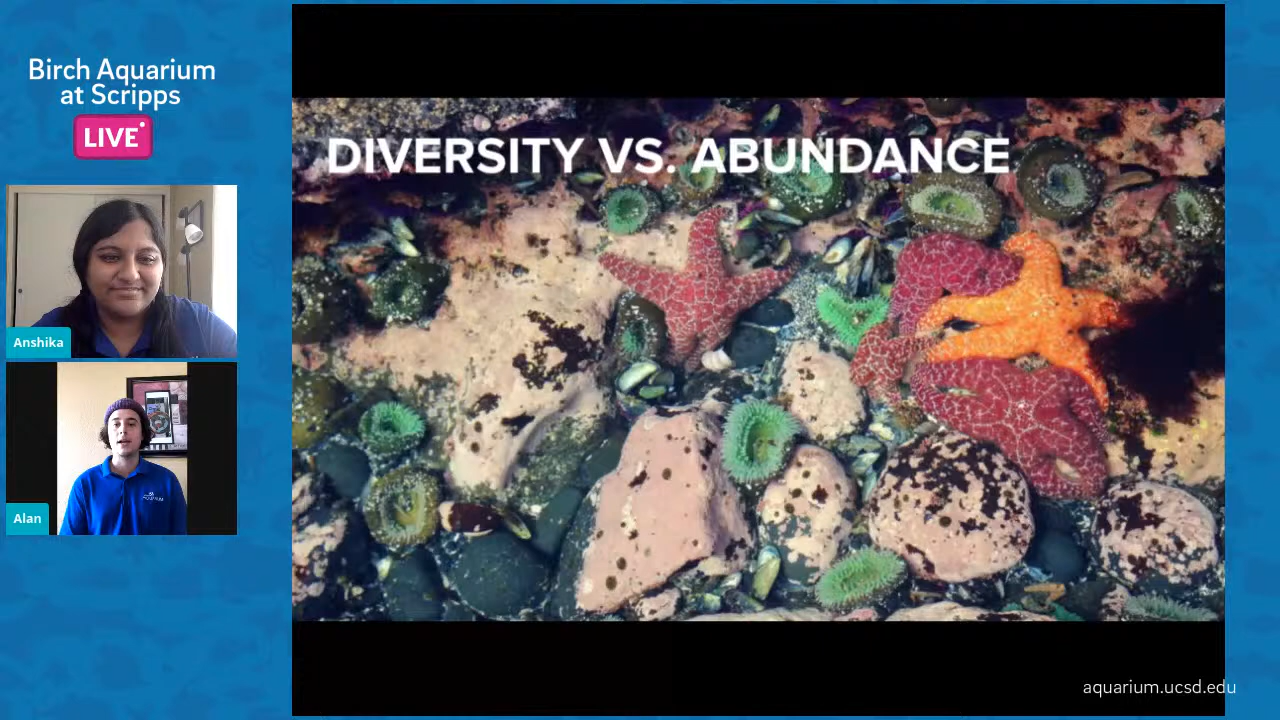 Birch Aquarium
at Scripps
LIVE
DIVERSITY VS. ABUNDANCE
Anshika
Alan
aquarium.ucsd.edu